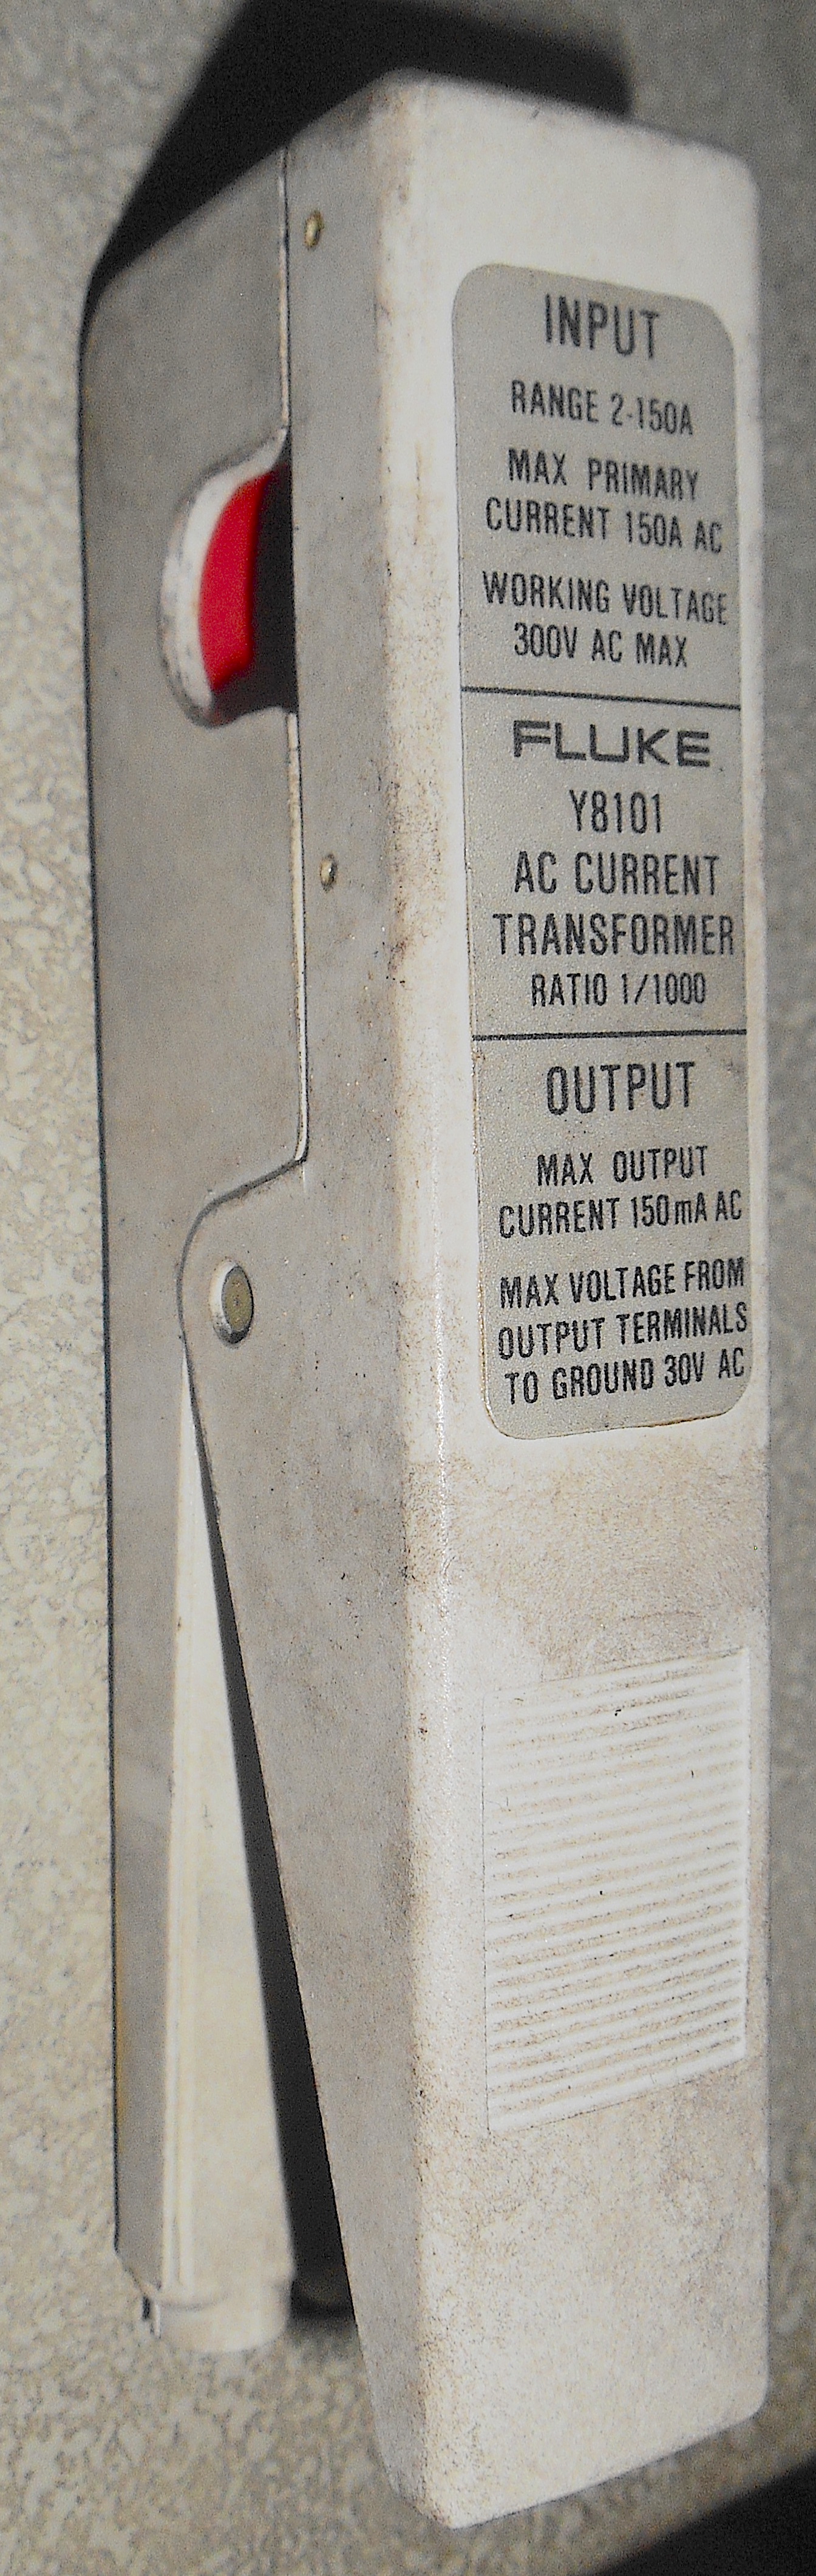 INPUT
RANGE 2-150A
MAX PRIMARY
CURRENT 150A AC
WORKING VOLTAGE
300V AC MAX
FLUKE
Y8101
AC CURRENT
TRANSFORMER
RATIO 1/1000
OUTPUT
MAX OUTPUT
CURRENT 150mA AC
MAX VOLTAGE FROM
OUTPUT TERMINALS
TO GROUND 30V AC